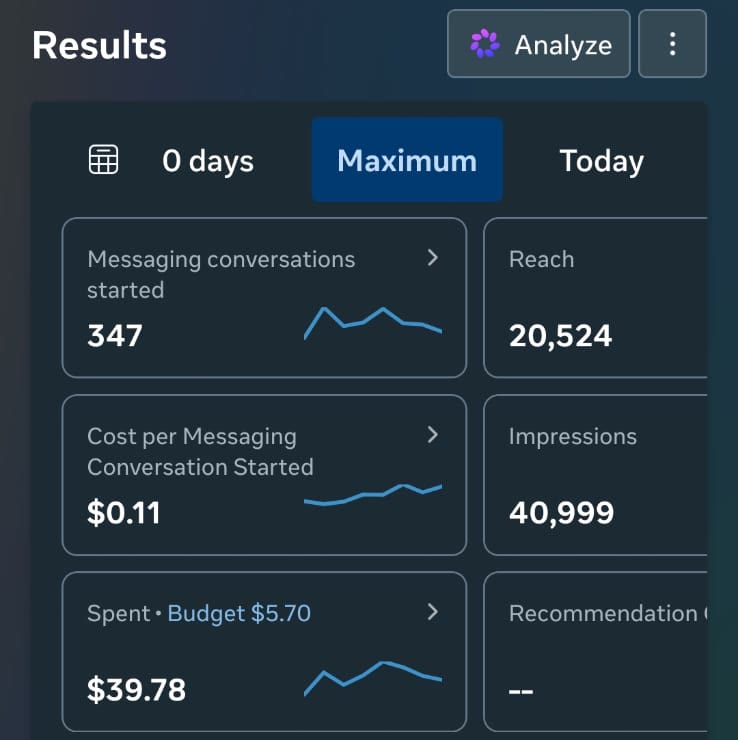 Results
Analyze
0 days
Maximum
Today
Messaging conversations
started
347
Reach
20,524
Cost per Messaging
Conversation Started
$0.11
Impressions
40,999
Spent • Budget $5.70
$39.78
Recommendation
--